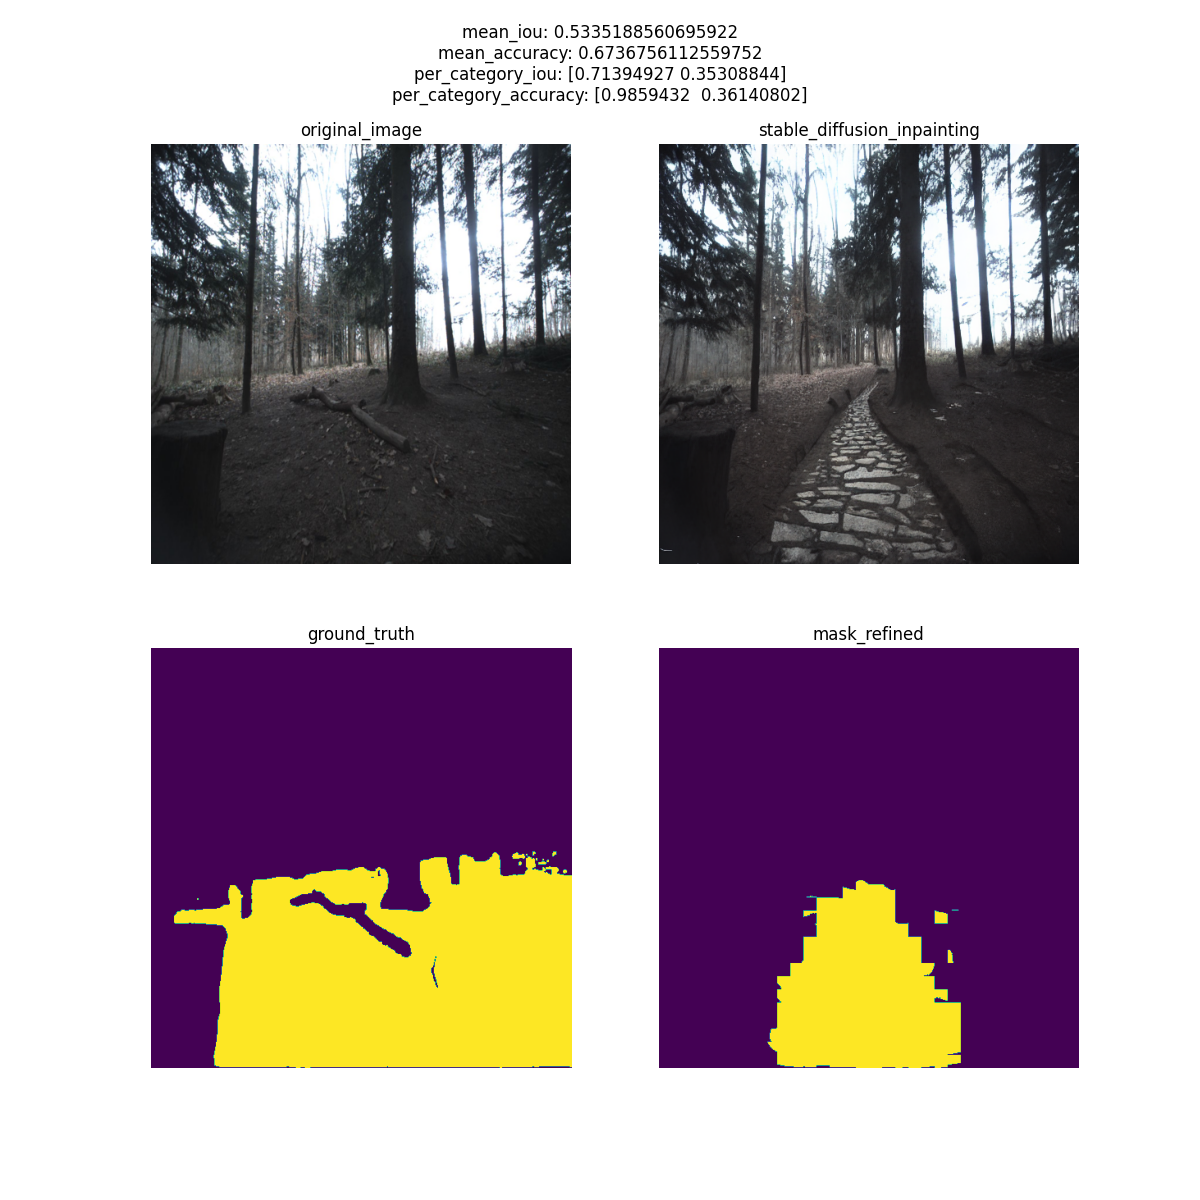 mean_iou: 0.5335188560695922
mean_accuracy: 0.6736756112559752
per_category_iou: [0.71394927 0.35308844]
per_category_accuracy: [0.9859432  0.36140802]
original_image
stable_diffusion_inpainting
ground_truth
mask_refined